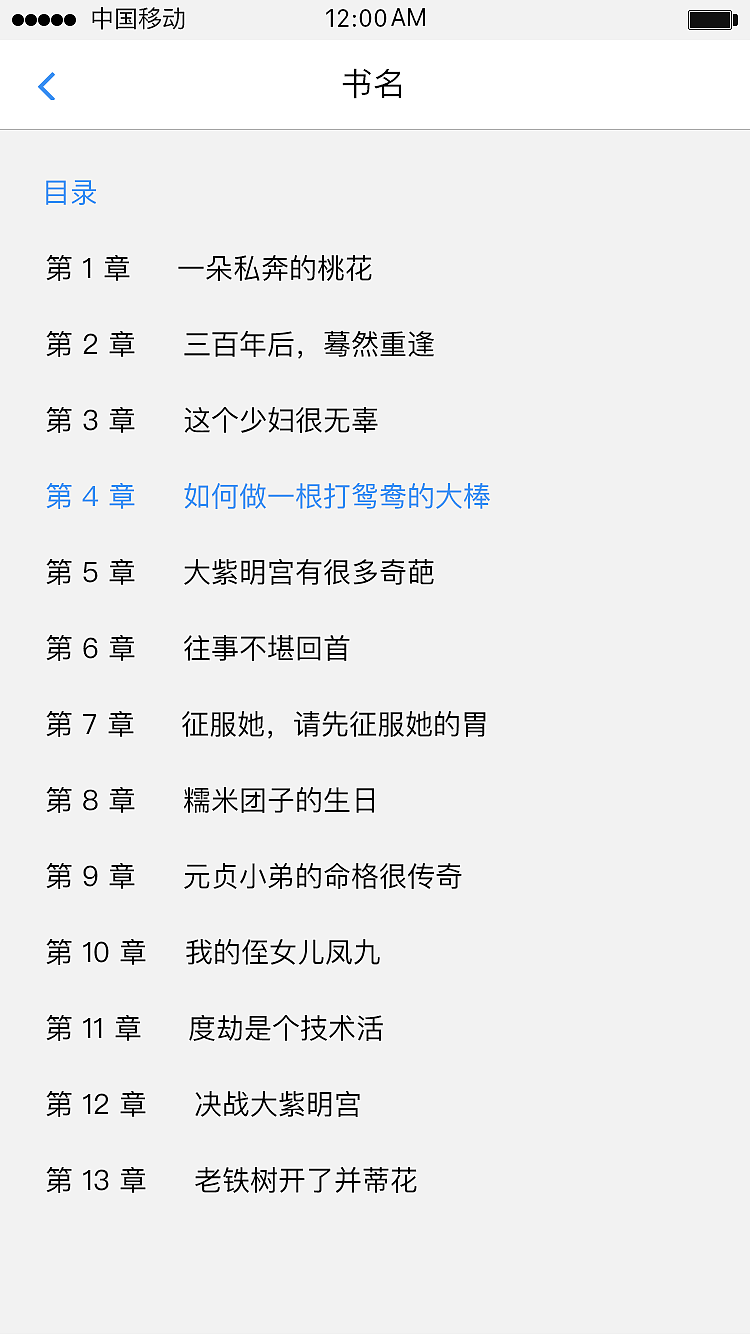 中国移动 12:00 AM
书名
目录
第 1 章 一朵私奔的桃花
第 2 章 三百年后，蓦然重逢
第 3 章 这个少妇很无辜
第 4 章 如何做一根打鸳鸯的大棒
第 5 章 大紫明宫有很多奇葩
第 6 章 往事不堪回首
第 7 章 征服她，请先征服她的胃
第 8 章 糯米团子的生日
第 9 章 元贞小弟的命格很传奇
第 10 章 我的侄女儿凤九
第 11 章 度劫是个技术活
第 12 章 决战大紫明宫
第 13 章 老铁树开了并蒂花